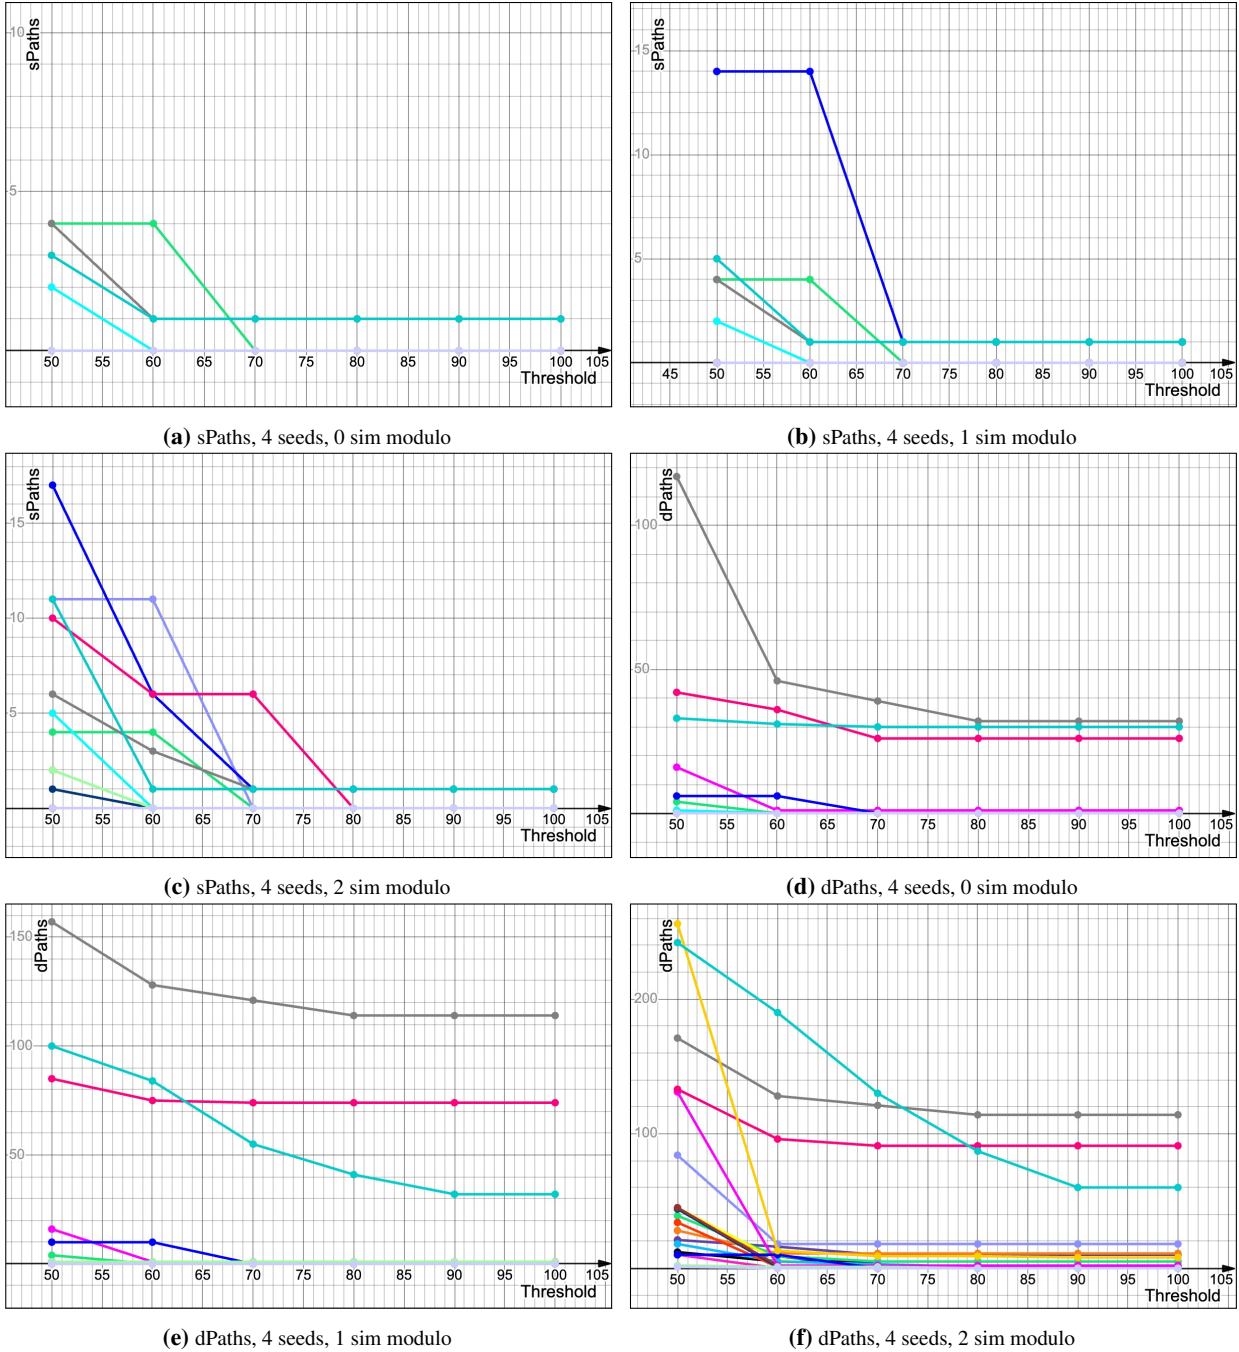 10
sPaths
5
50 55 60 65 70 75 80 85 90 95 100 105
Threshold
(a) sPaths, 4 seeds, 0 sim modulo
15
sPaths
10
5
45 50 55 60 65 70 75 80 85 90 95 100 105
Threshold
(b) sPaths, 4 seeds, 1 sim modulo
sPaths
15
10
5
50 55 60 65 70 75 80 85 90 95 100 105
Threshold
(c) sPaths, 4 seeds, 2 sim modulo
dPaths
100
50
50 55 60 65 70 75 80 85 90 95 100 105
Threshold
(d) dPaths, 4 seeds, 0 sim modulo
150
dPaths
100
50
50 55 60 65 70 75 80 85 90 95 100 105
Threshold
(e) dPaths, 4 seeds, 1 sim modulo
dPaths
200
100
50 55 60 65 70 75 80 85 90 95 100 105
Threshold
(f) dPaths, 4 seeds, 2 sim modulo